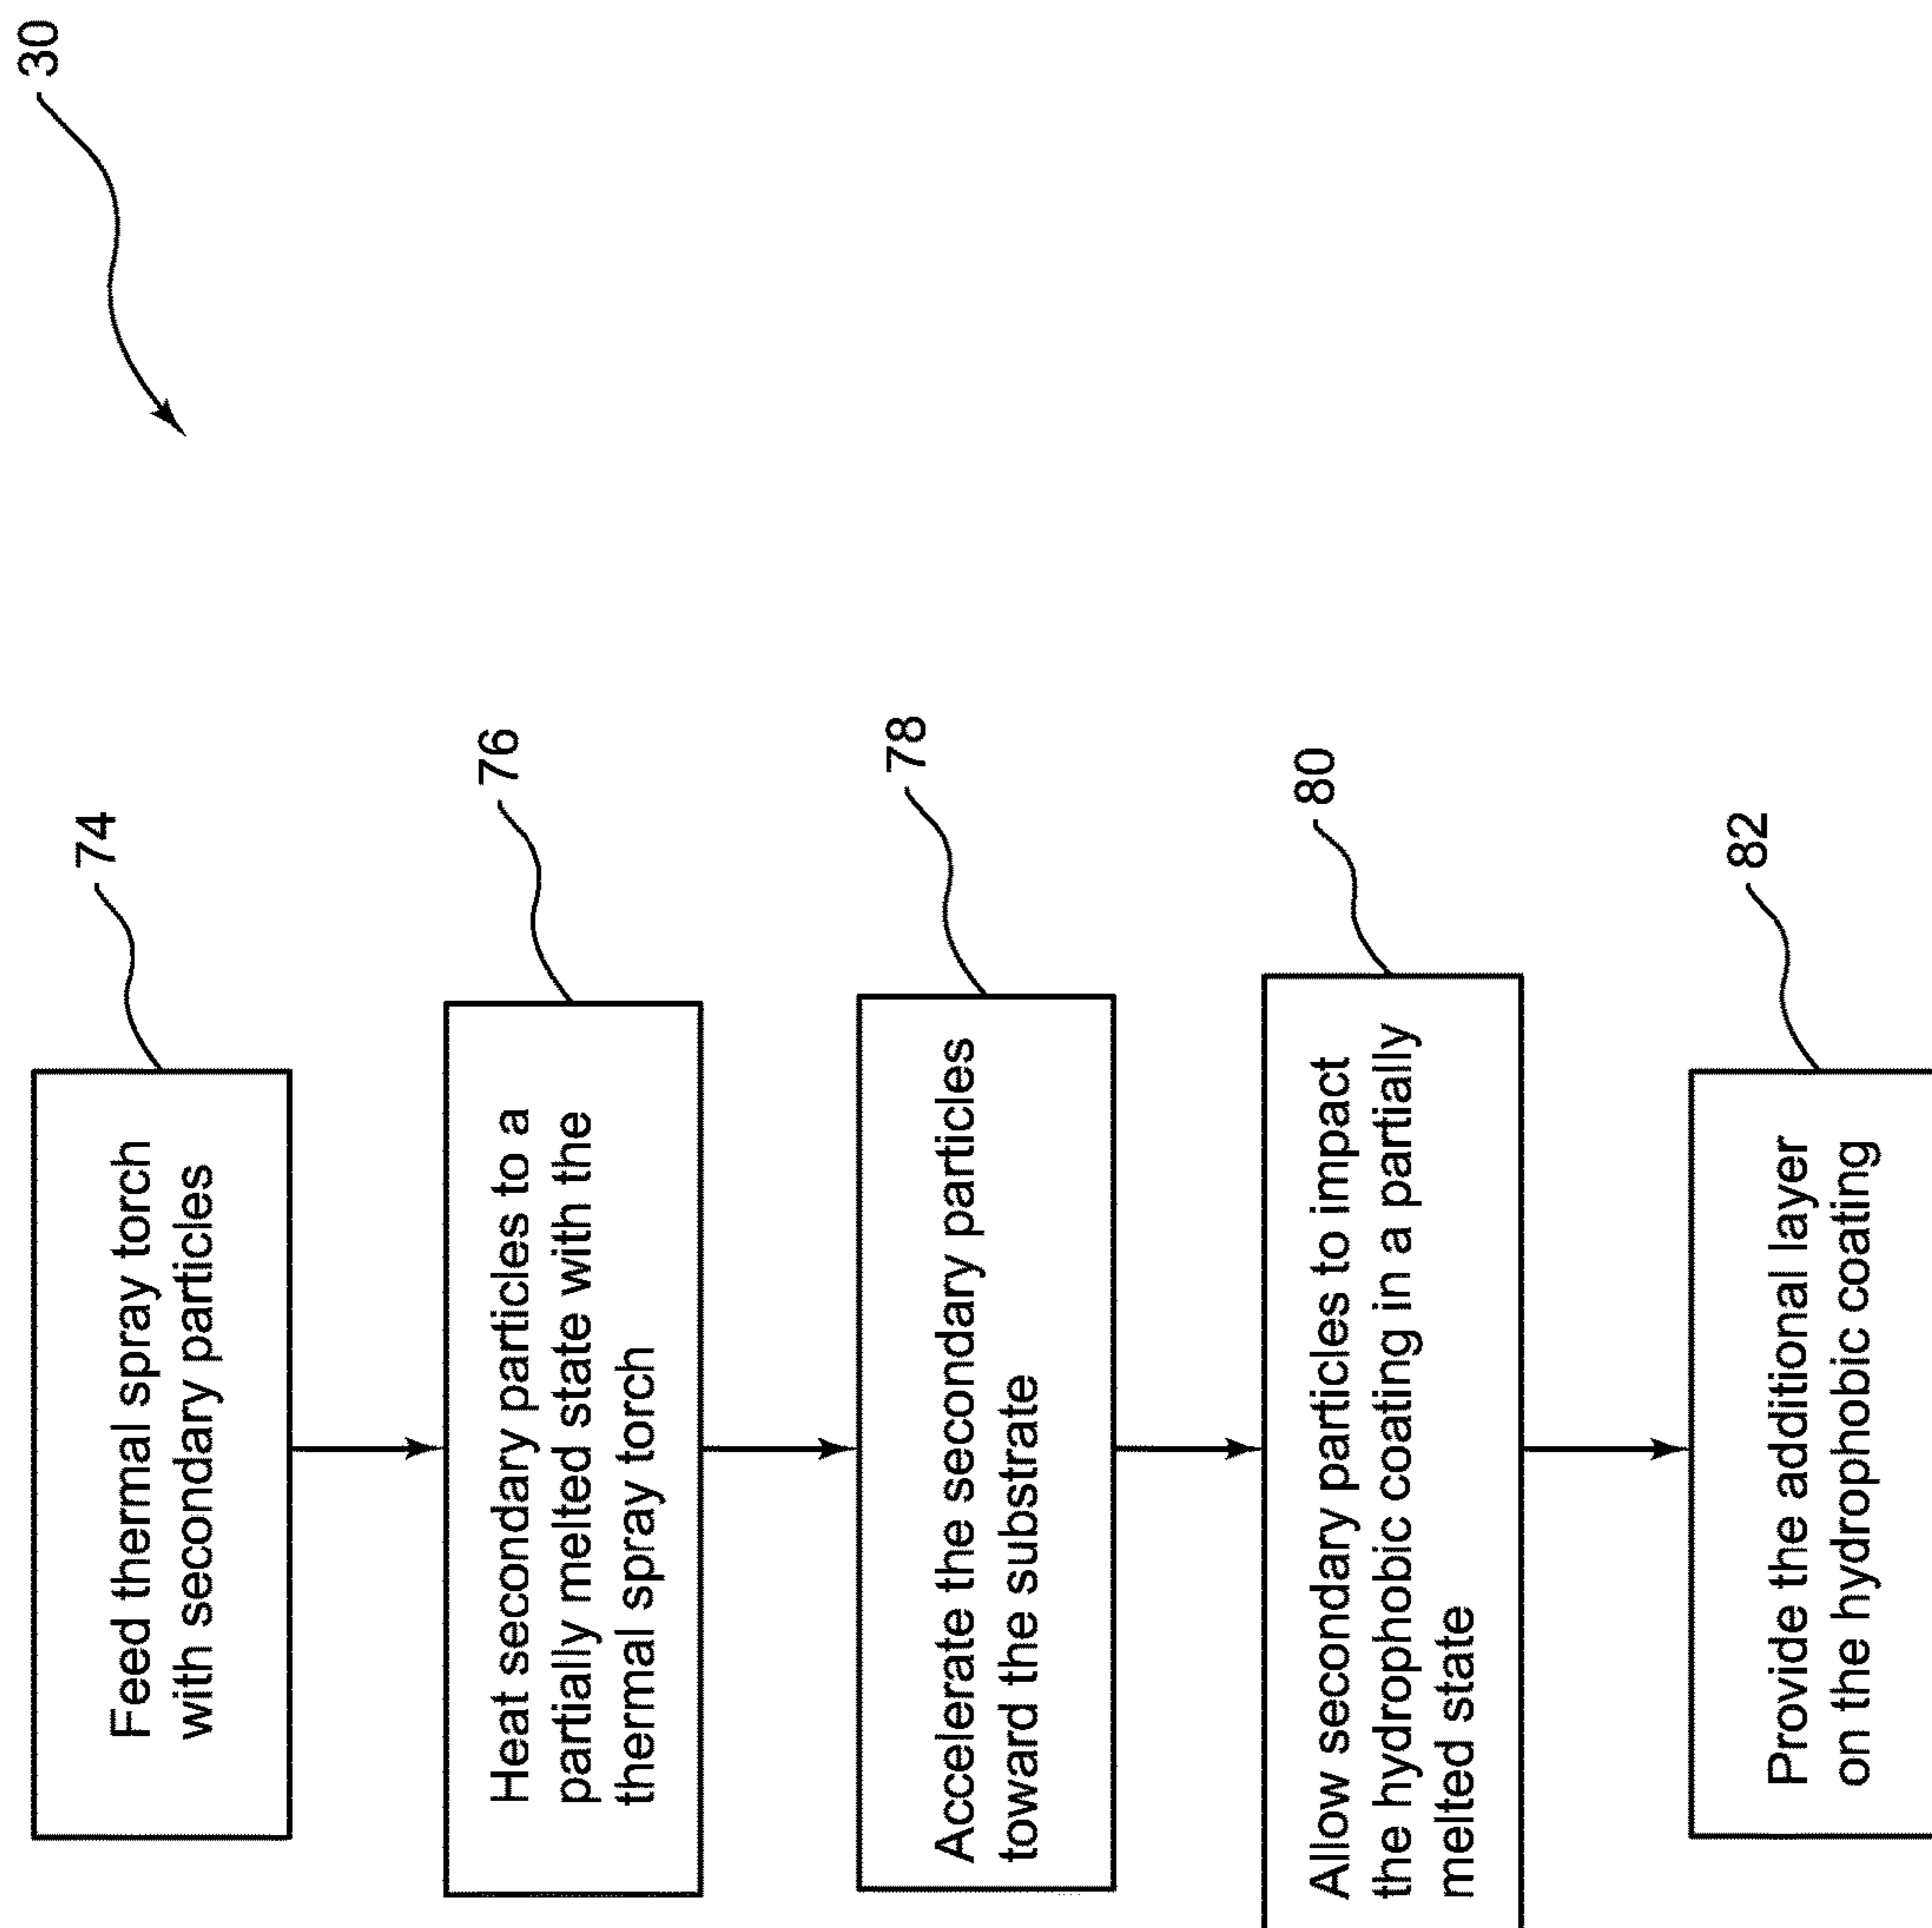 30
74
Feed thermal spray torch
with secondary particles
76
Heat secondary particles to a
partially melted state with the
thermal spray torch
78
Accelerate the secondary particles
toward the substrate
80
Allow secondary particles to impact
the hydrophobic coating in a partially
melted state
82
Provide the additional layer
on the hydrophobic coating